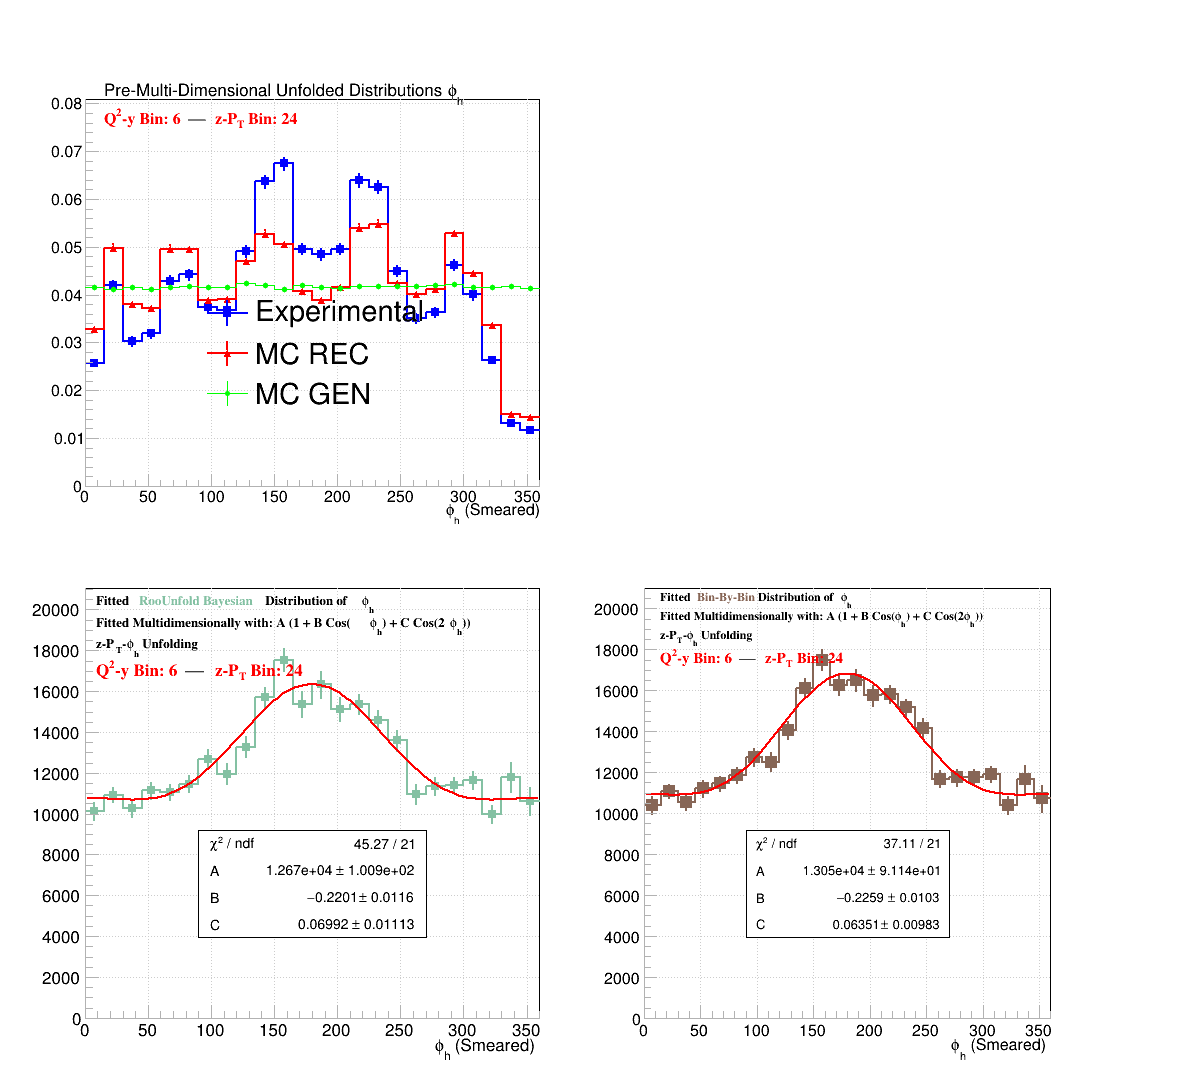 Pre-Multi-Dimensional Unfolded Distributions ϕh
Q²-y Bin: 6 — z-PT Bin: 24
0.08
0.07
0.06
0.05
0.04
0.03
0.02
0.01
0
Experimental
MC REC
MC GEN
0 50 100 150 200 250 300 350
ϕh (Smeared)
Fitted RooUnfold Bayesian Distribution of ϕh
Fitted Multidimensionally with: A (1 + B Cos( ϕh) + C Cos(2 ϕh))
z-PT-ϕh Unfolding
Q²-y Bin: 6 — z-PT Bin: 24
20000
18000
16000
14000
12000
10000
8000
6000
4000
2000
0
χ² / ndf 45.27 / 21
A 1.267e+04 ± 1.009e+02
B −0.2201 ± 0.0116
C 0.06992 ± 0.01113
0 50 100 150 200 250 300 350
ϕh (Smeared)
Fitted Bin-By-Bin Distribution of ϕh
Fitted Multidimensionally with: A (1 + B Cos(ϕh) + C Cos(2ϕh))
z-PT-ϕh Unfolding
Q²-y Bin: 6 — z-PT Bin: 24
20000
18000
16000
14000
12000
10000
8000
6000
4000
2000
0
χ² / ndf 37.11 / 21
A 1.305e+04 ± 9.114e+01
B −0.2259 ± 0.0103
C 0.06351 ± 0.00983
0 50 100 150 200 250 300 350
ϕh (Smeared)